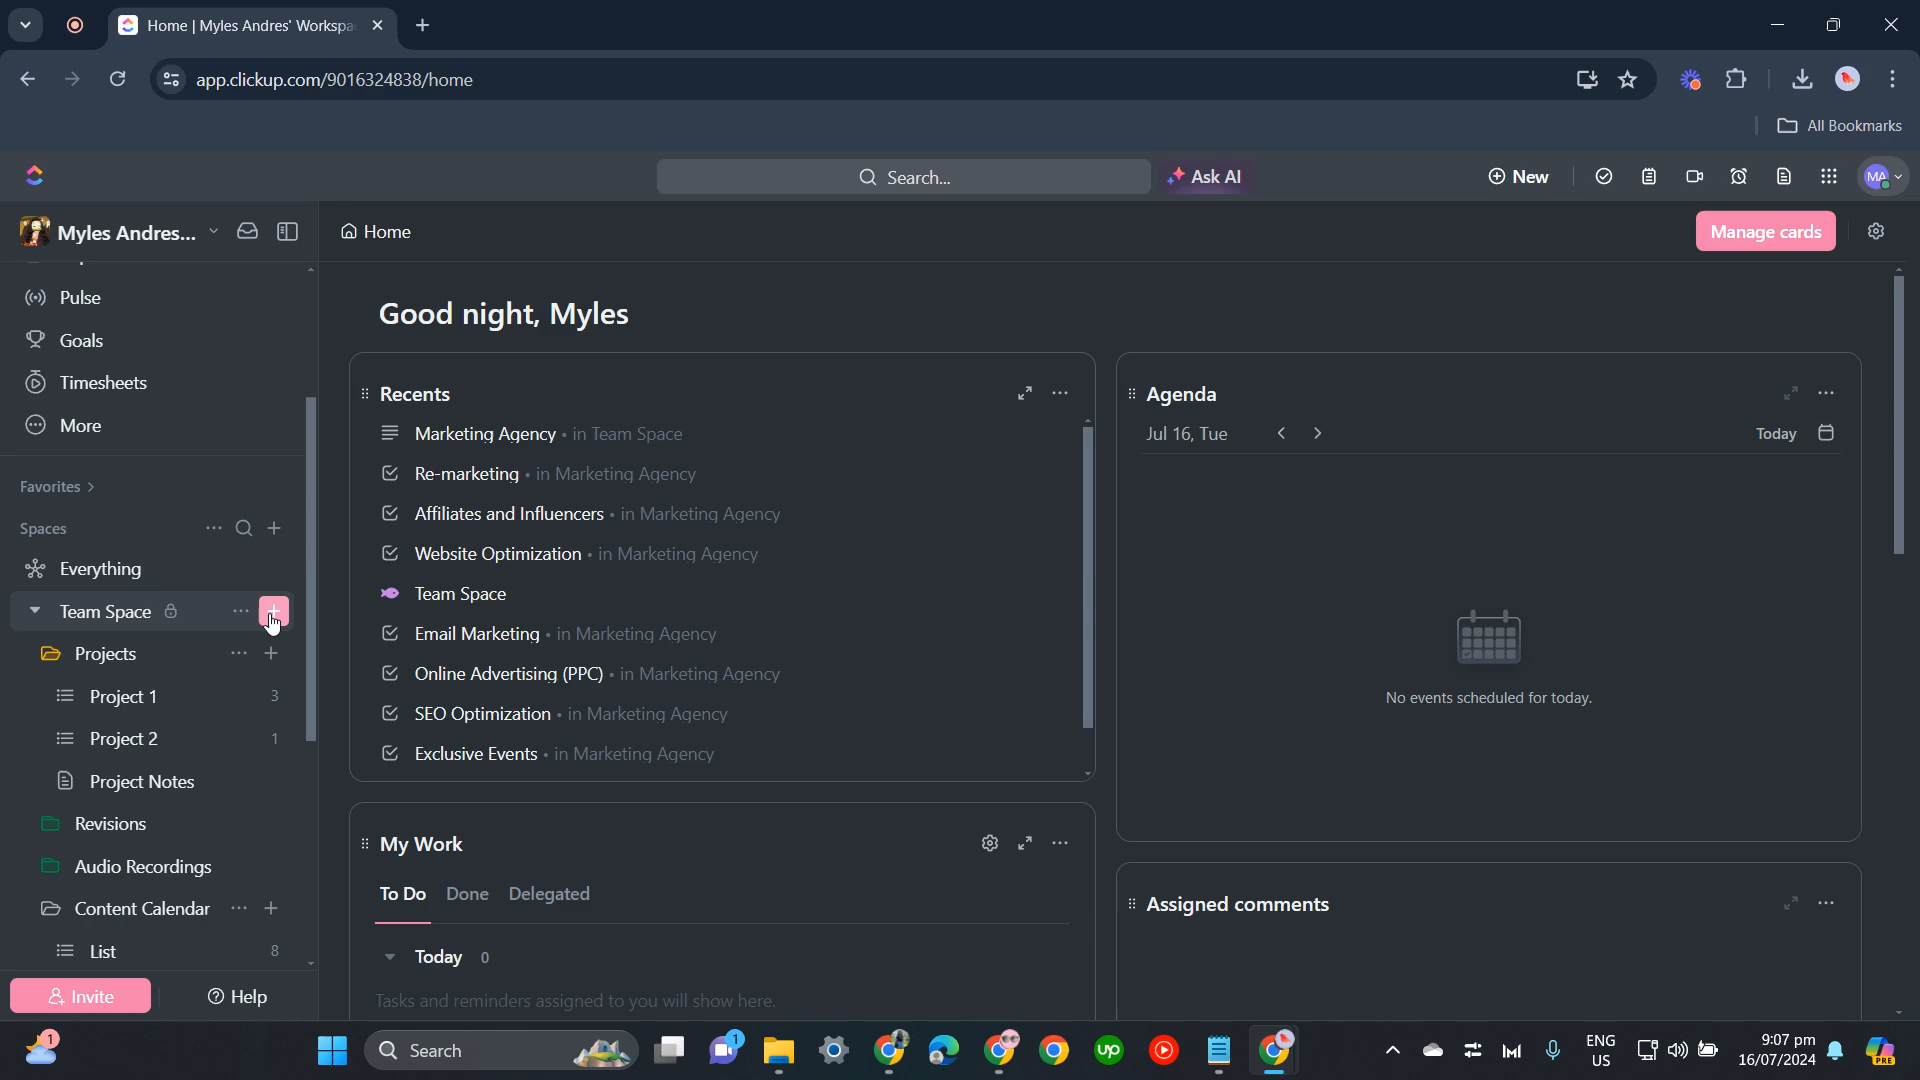 Home | Myles Andres' Workspa
app.clickup.com/9016324838/home
All Bookmarks
Search...
Ask AI
New
MA
Myles Andres...
Home
Manage cards
Pulse
Goals
Timesheets
More
Favorites
Spaces
Everything
Team Space
Projects
Project 1 3
Project 2 1
Project Notes
Revisions
Audio Recordings
Content Calendar
List 8
Invite
Help
Good night, Myles
Recents
Marketing Agency • in Team Space
Re-marketing • in Marketing Agency
Affiliates and Influencers • in Marketing Agency
Website Optimization • in Marketing Agency
Team Space
Email Marketing • in Marketing Agency
Online Advertising (PPC) • in Marketing Agency
SEO Optimization • in Marketing Agency
Exclusive Events • in Marketing Agency
My Work
To Do Done Delegated
Today 0
Tasks and reminders assigned to you will show here.
Agenda
Jul 16, Tue
Today
No events scheduled for today.
Assigned comments
1
Search
1
up
ENG
US
9:07 pm
16/07/2024
PRE